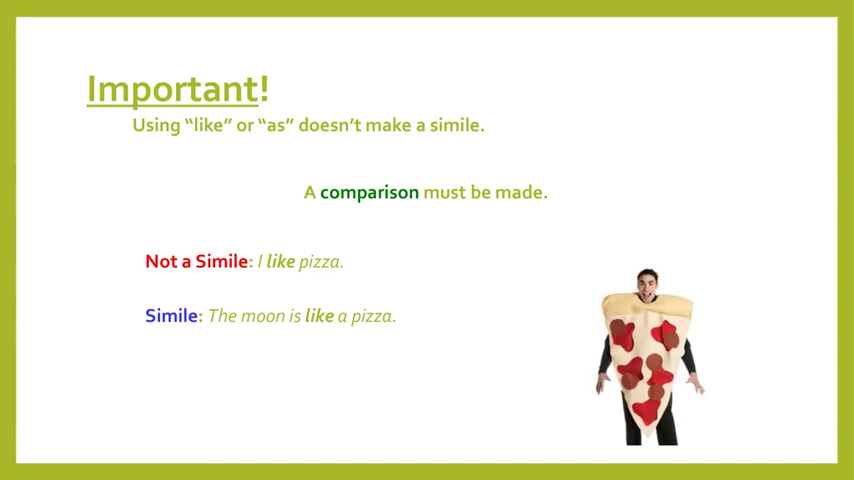 Important!
Using “like” or “as” doesn’t make a simile.
A comparison must be made.
Not a Simile: I like pizza.
Simile: The moon is like a pizza.